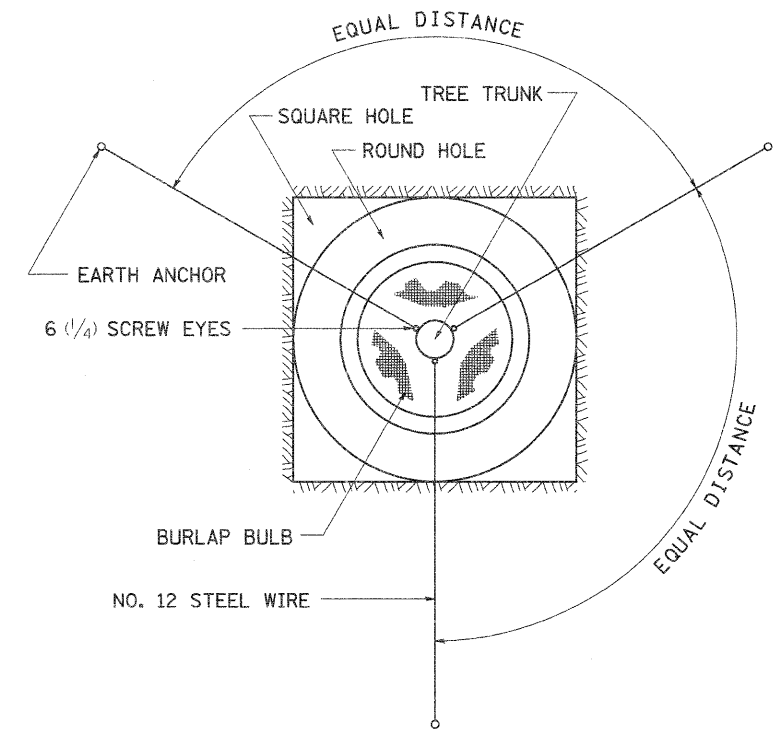 EQUAL DISTANCE
TREE TRUNK
SQUARE HOLE
ROUND HOLE
EARTH ANCHOR
6 (1/4) SCREW EYES
BURLAP BULB
NO. 12 STEEL WIRE
EQUAL DISTANCE